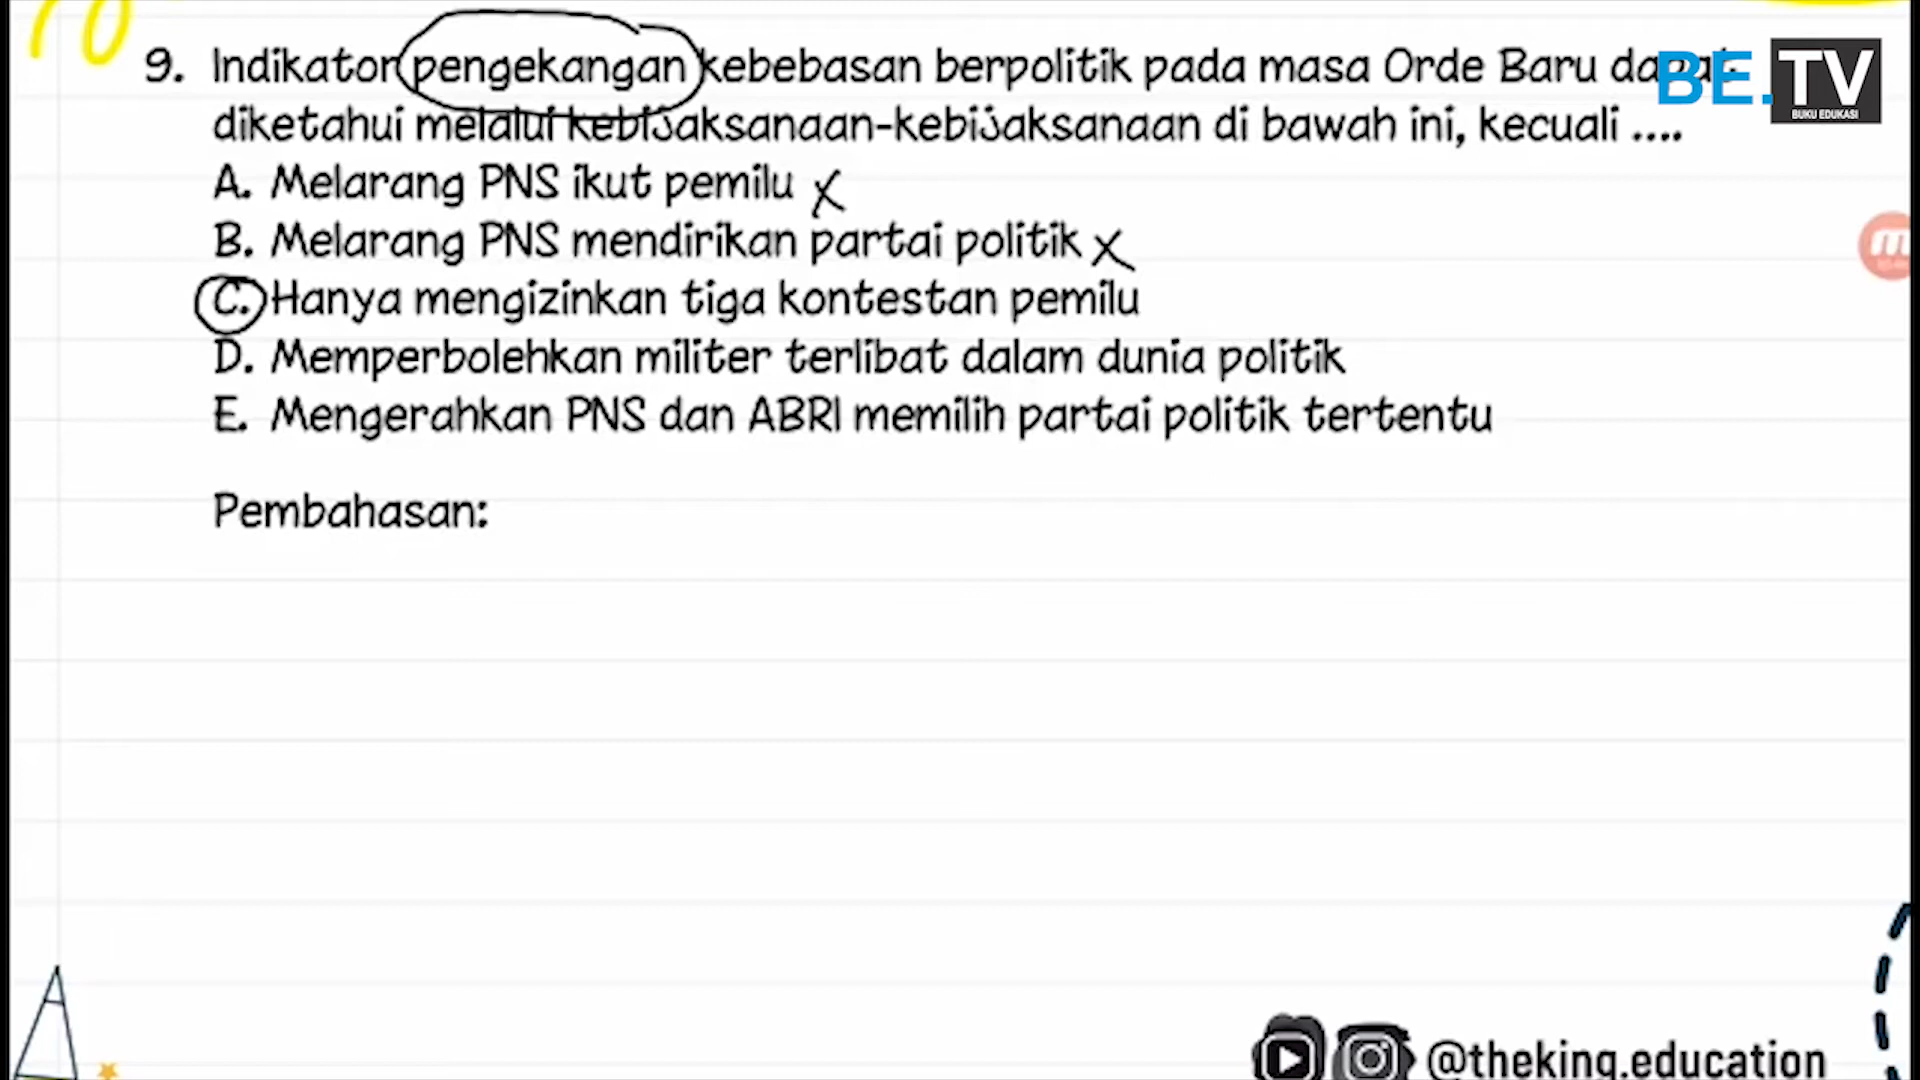 9. Indikator pengekangan kebebasan berpolitik pada masa Orde Baru dapat
diketahui melalui kebijaksanaan-kebijaksanaan di bawah ini, kecuali ....
A. Melarang PNS ikut pemilu X
B. Melarang PNS mendirikan partai politik X
C. Hanya mengizinkan tiga kontestan pemilu
D. Memperbolehkan militer terlibat dalam dunia politik
E. Mengerahkan PNS dan ABRI memilih partai politik tertentu
Pembahasan:
BE.TV
BUKU EDUKASI
@theking.education